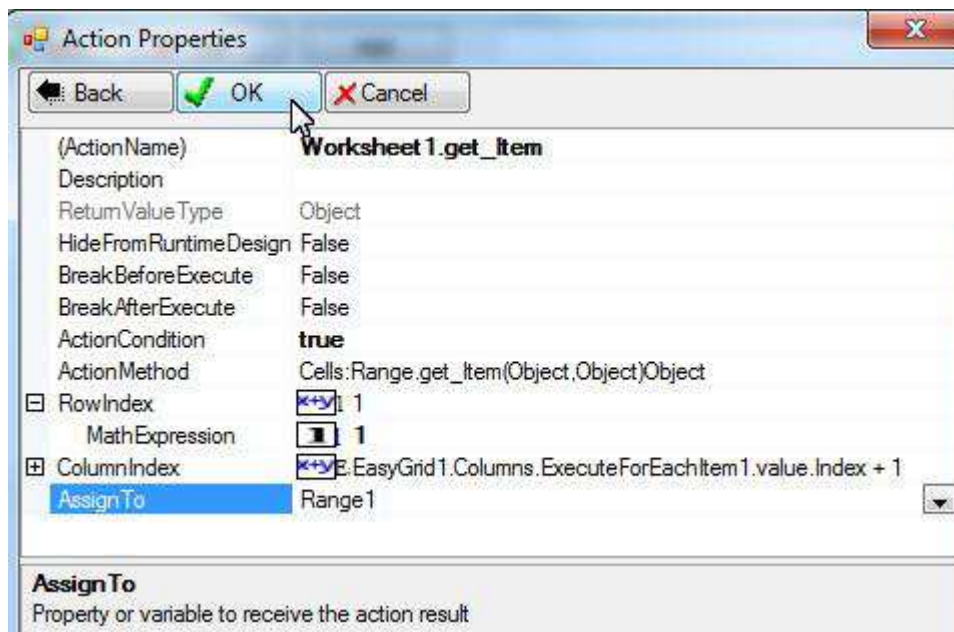 Action Properties
Back OK Cancel
(ActionName) Worksheet1.get_Item
Description
ReturnValueType Object
HideFromRuntimeDesign False
BreakBeforeExecute False
BreakAfterExecute False
ActionCondition true
ActionMethod Cells:Range.get_Item(Object,Object)Object
RowIndex x+y 1
MathExpression 1 1
ColumnIndex x+y E.EasyGrid1.Columns.ExecuteForEachItem1.value.Index + 1
AssignTo Range1
AssignTo
Property or variable to receive the action result